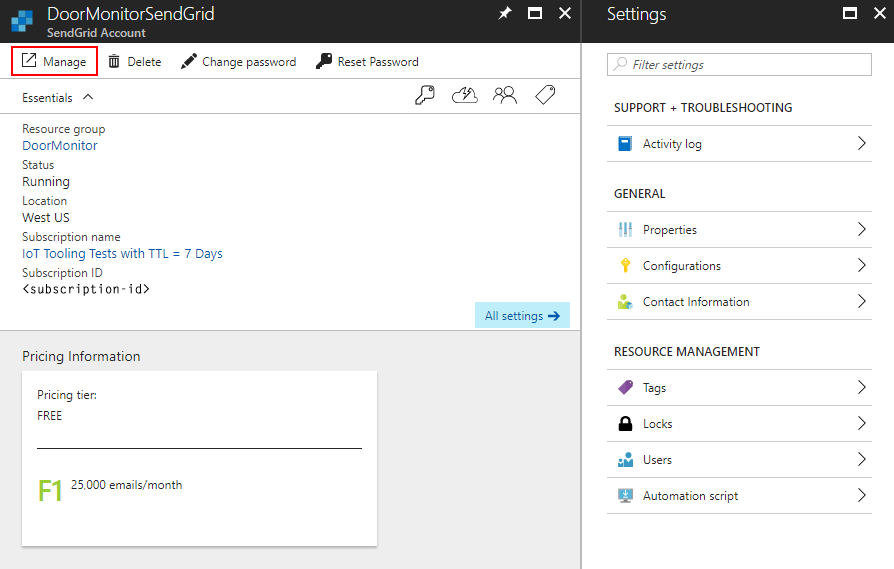 DoorMonitorSendGrid
SendGrid Account
Manage
Delete
Change password
Reset Password
Essentials
Resource group
DoorMonitor
Status
Running
Location
West US
Subscription name
IoT Tooling Tests with TTL = 7 Days
Subscription ID
<subscription-id>
All settings
Pricing Information
Pricing tier:
FREE
F1 25,000 emails/month
Settings
Filter settings
SUPPORT + TROUBLESHOOTING
Activity log
GENERAL
Properties
Configurations
Contact Information
RESOURCE MANAGEMENT
Tags
Locks
Users
Automation script